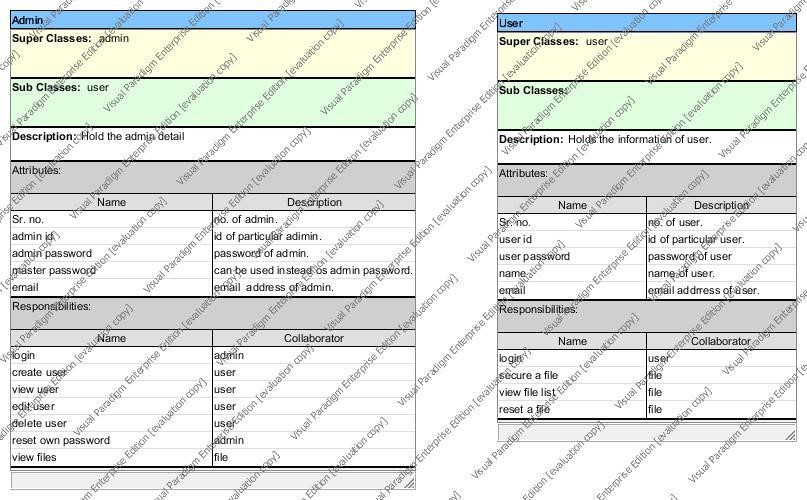 Admin
Super Classes: admin
Sub Classes: user
Description: Hold the admin detail
Attributes:
Name Description
Sr. no. no. of admin.
admin id id of particular adimin.
admin password password of admin.
master password can be used instead os admin password.
email email address of admin.
Responsibilities:
Name Collaborator
login admin
create user user
view user user
edit user user
delete user user
reset own password admin
view files file
User
Super Classes: user
Sub Classes:
Description: Holds the information of user.
Attributes:
Name Description
Sr. no. no. of user.
user id id of particular user.
user password password of user
name name of user.
email email addrress of user.
Responsibilities:
Name Collaborator
login user
secure a file file
view file list file
reset a file file
Visual Paradigm Enterprise Edition [evaluation copy]